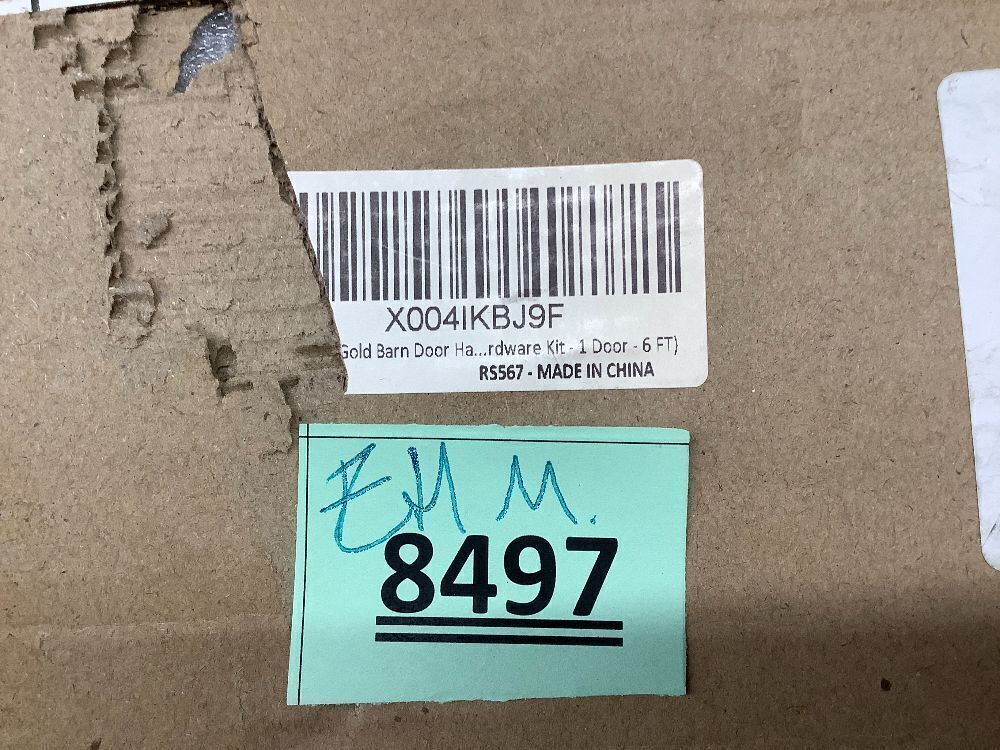 X004IKBJ9F
Gold Barn Door Ha...rdware Kit - 1 Door - 6 FT)
RS567 - MADE IN CHINA
8497